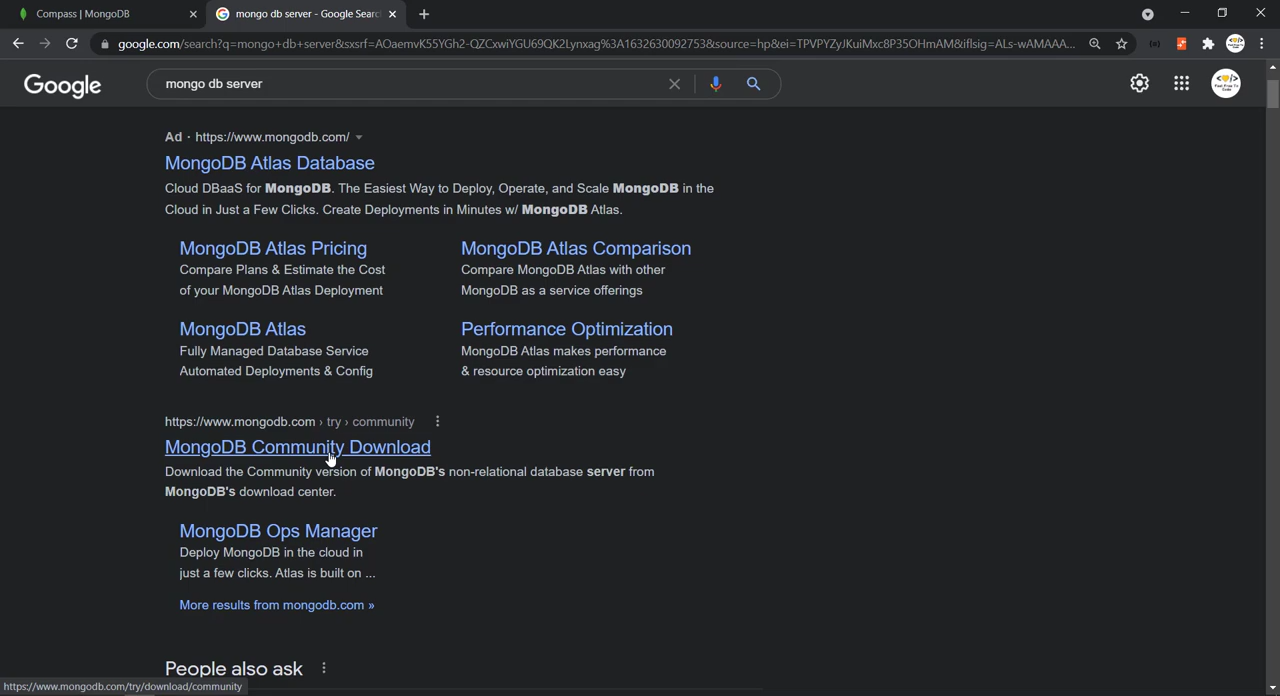 Compass | MongoDB
mongo db server - Google Searc
google.com/search?q=mongo+db+server&sxsrf=AOaemvK55YGh2-QZCxwiYGU69QK2Lynxag%3A1632630092753&source=hp&ei=TPVPYZyJKuiMxc8P35OHmAM&iflsig=ALs-wAMAAA...
Google
mongo db server
Ad · https://www.mongodb.com/
MongoDB Atlas Database
Cloud DBaaS for MongoDB. The Easiest Way to Deploy, Operate, and Scale MongoDB in the
Cloud in Just a Few Clicks. Create Deployments in Minutes w/ MongoDB Atlas.
MongoDB Atlas Pricing
Compare Plans & Estimate the Cost
of your MongoDB Atlas Deployment
MongoDB Atlas Comparison
Compare MongoDB Atlas with other
MongoDB as a service offerings
MongoDB Atlas
Fully Managed Database Service
Automated Deployments & Config
Performance Optimization
MongoDB Atlas makes performance
& resource optimization easy
https://www.mongodb.com › try › community
MongoDB Community Download
Download the Community version of MongoDB's non-relational database server from
MongoDB's download center.
MongoDB Ops Manager
Deploy MongoDB in the cloud in
just a few clicks. Atlas is built on ...
More results from mongodb.com »
People also ask
https://www.mongodb.com/try/download/community